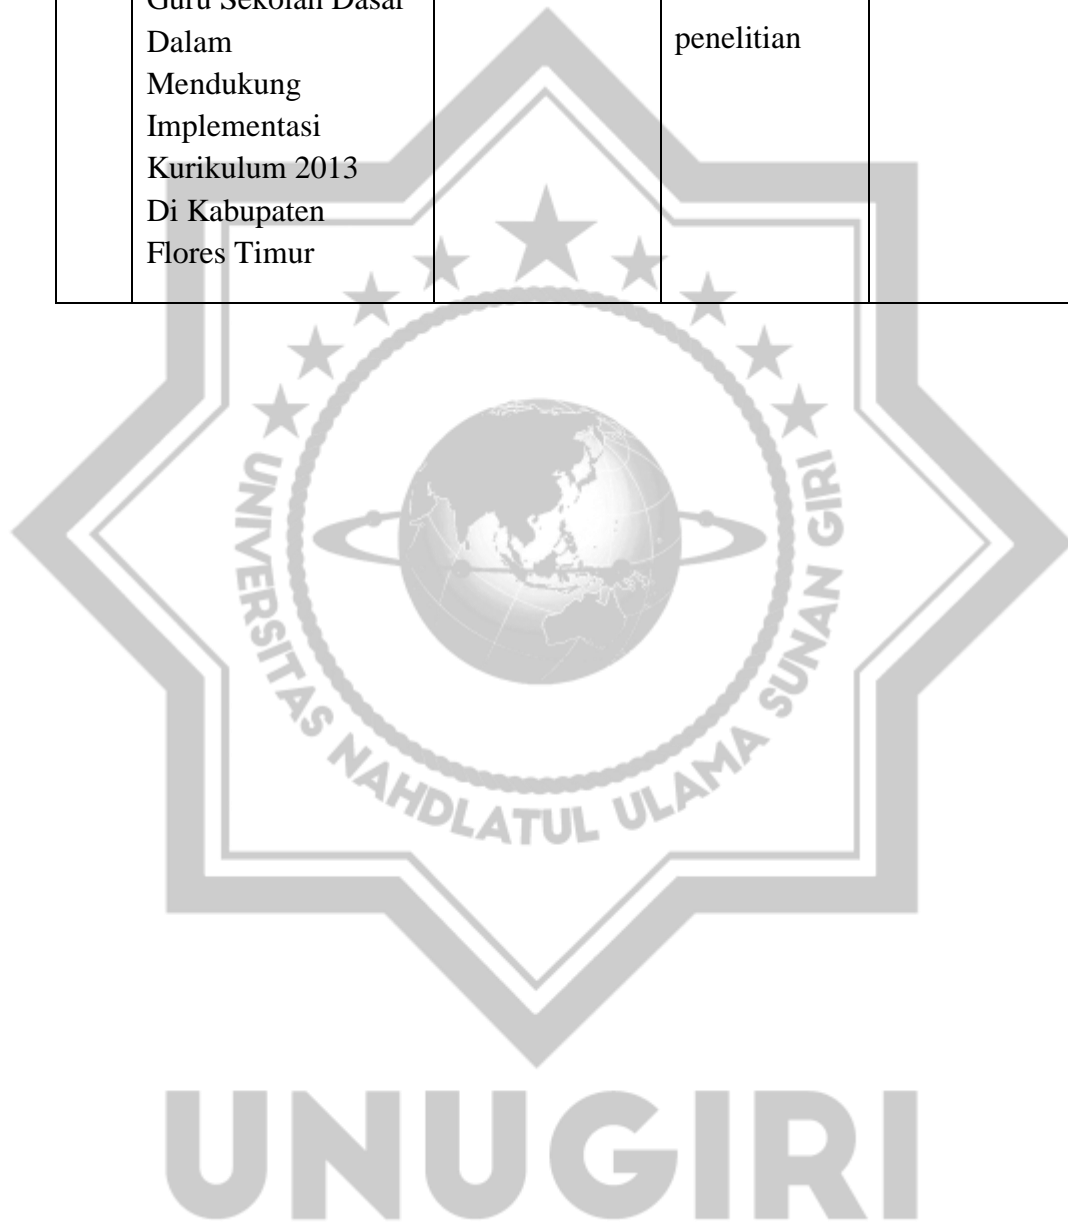 Guru Sekolah Dasar
Dalam
penelitian
Mendukung
Implementasi
Kurikulum 2013
Di Kabupaten
Flores Timur
UNIVERSITAS NAHDLATUL ULAMA SUNAN GIRI
UNUGIRI